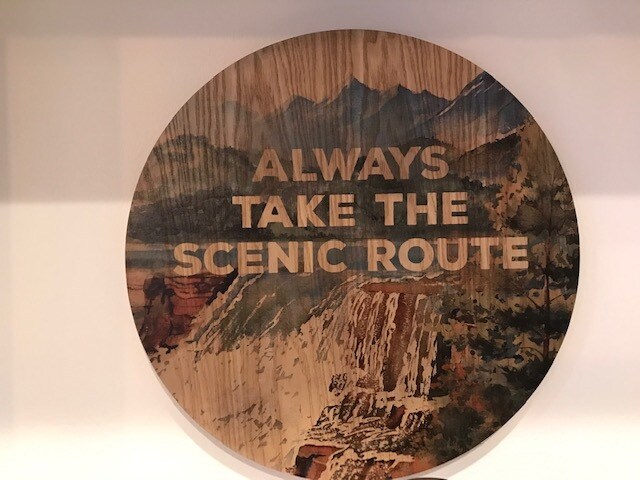 ALWAYS
TAKE THE
SCENIC ROUTE